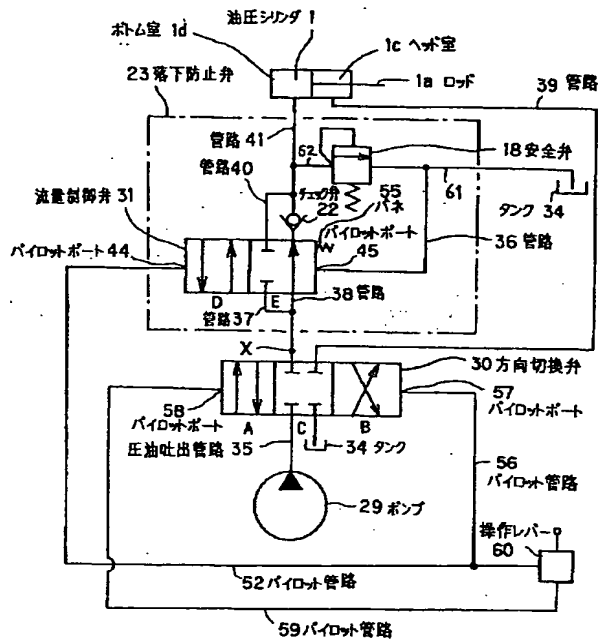 油圧シリンダ 1
ボトム室 1d
1c ヘッド室
23 落下防止弁
1a ロッド
39 管路
管路 41
62
18 安全弁
管路40
チェック弁
22
55
バネ
61
流量制御弁 31
タンク 34
パイロットポート
45
36 管路
パイロットポート 44
D
E
38 管路
管路37
X
30 方向切換弁
57
パイロットポート
58
パイロットポート
A
C
B
圧油吐出管路 35
34 タンク
56
パイロット管路
29 ポンプ
操作レバー
60
52 パイロット管路
59 パイロット管路